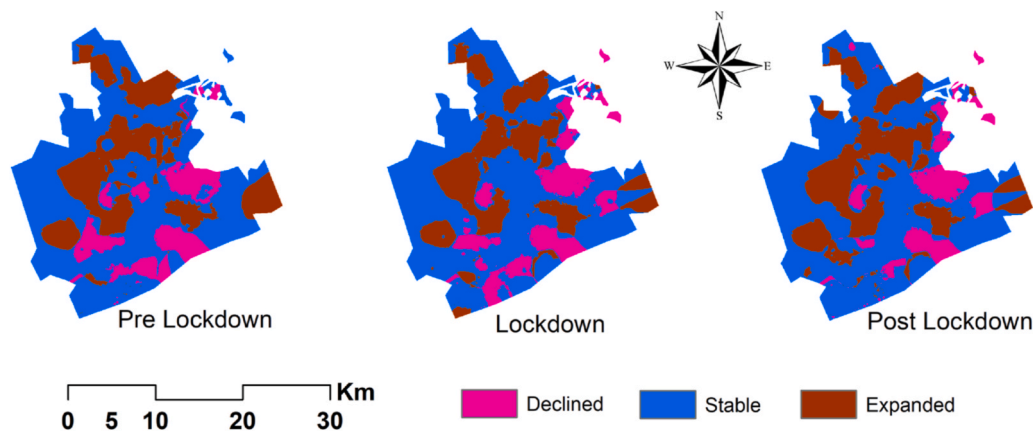 N
W E
S
Pre Lockdown
Lockdown
Post Lockdown
Km
0 5 10 20 30
Declined
Stable
Expanded